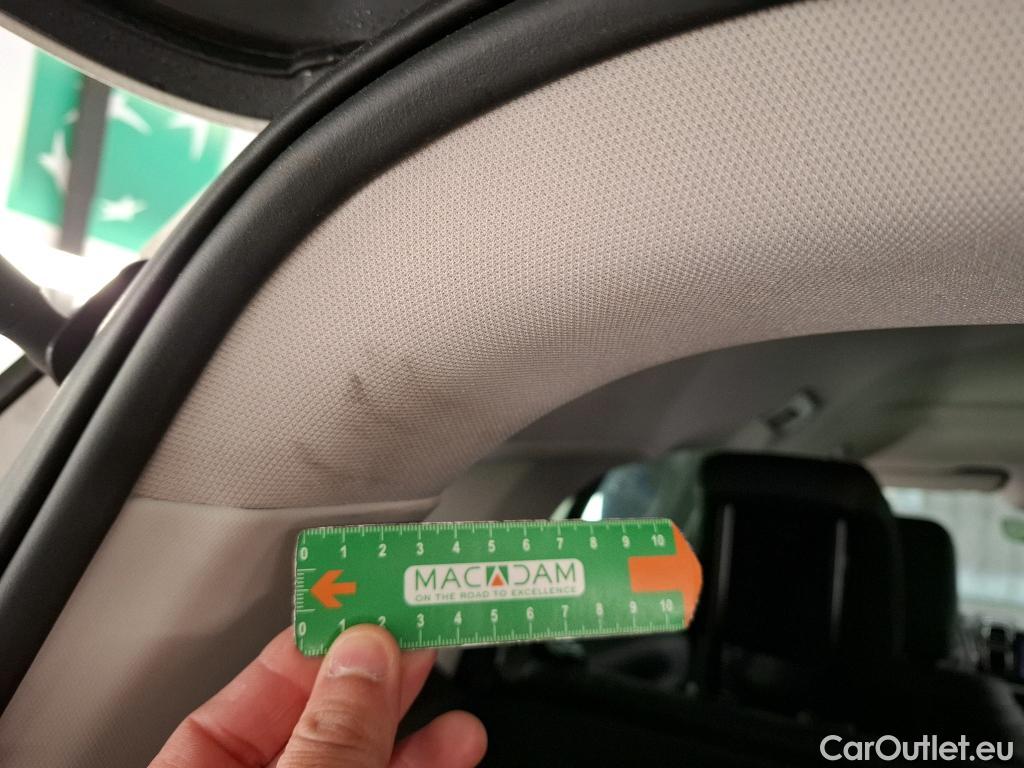 0 1 2 3 4 5 6 7 8 9 10
MACADAM
ON THE ROAD TO EXCELLENCE
0 1 2 3 4 5 6 7 8 9 10
CarOutlet.eu